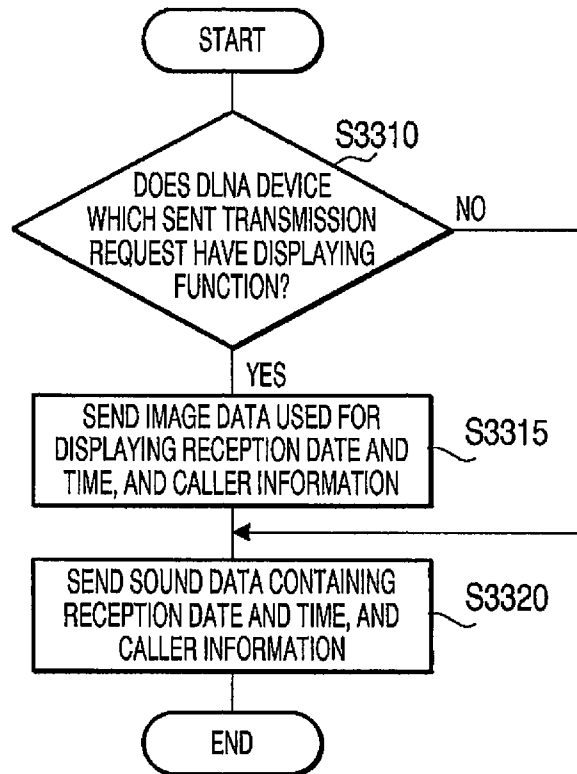 START
S3310
DOES DLNA DEVICE
WHICH SENT TRANSMISSION
REQUEST HAVE DISPLAYING
FUNCTION?
NO
YES
SEND IMAGE DATA USED FOR
DISPLAYING RECEPTION DATE AND
TIME, AND CALLER INFORMATION
S3315
SEND SOUND DATA CONTAINING
RECEPTION DATE AND TIME, AND
CALLER INFORMATION
S3320
END